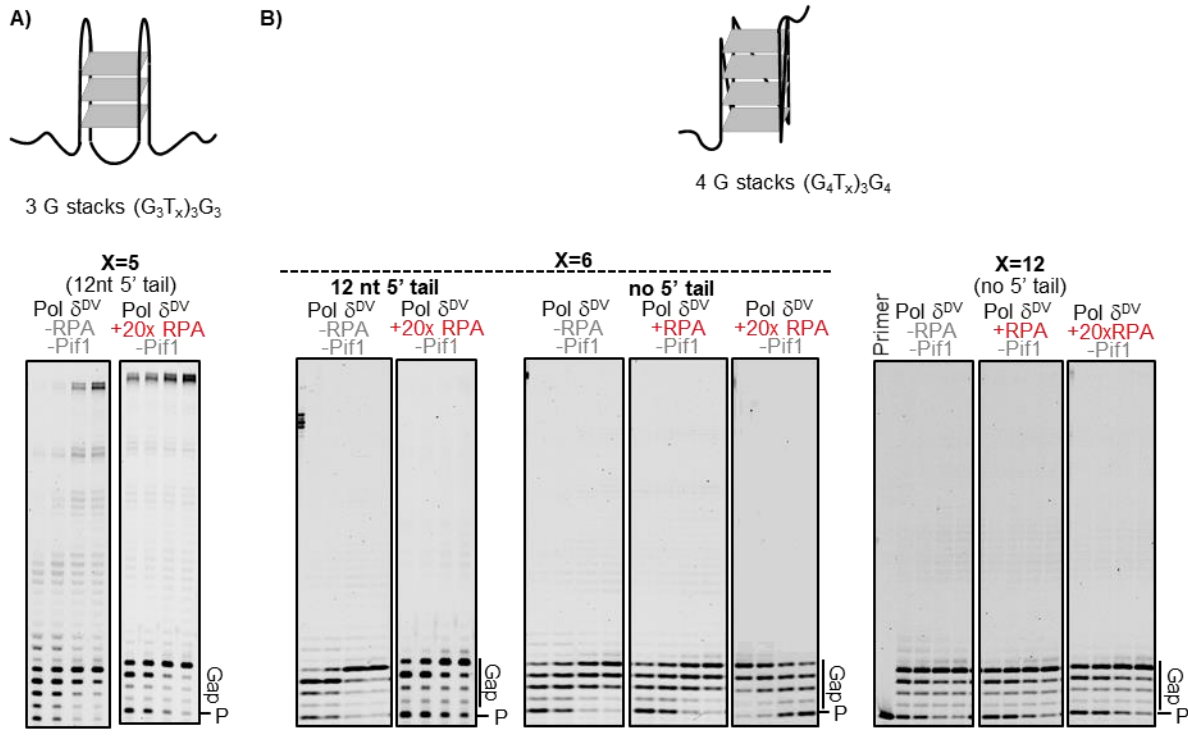 A)
B)
3 G stacks (G₃Tₓ)₃G₃
4 G stacks (G₄Tₓ)₃G₄
X=5
(12nt 5' tail)
Pol δᴰⱽ
-RPA
-Pif1
Pol δᴰⱽ
+20x RPA
-Pif1
Gap
P
X=6
12 nt 5' tail
Pol δᴰⱽ
-RPA
-Pif1
Pol δᴰⱽ
+20x RPA
-Pif1
Gap
P
no 5' tail
Pol δᴰⱽ
-RPA
-Pif1
Pol δᴰⱽ
+RPA
-Pif1
Pol δᴰⱽ
+20x RPA
-Pif1
Gap
P
X=12
(no 5' tail)
Primer
Pol δᴰⱽ
-RPA
-Pif1
Pol δᴰⱽ
+RPA
-Pif1
Pol δᴰⱽ
+20xRPA
-Pif1
Gap
P